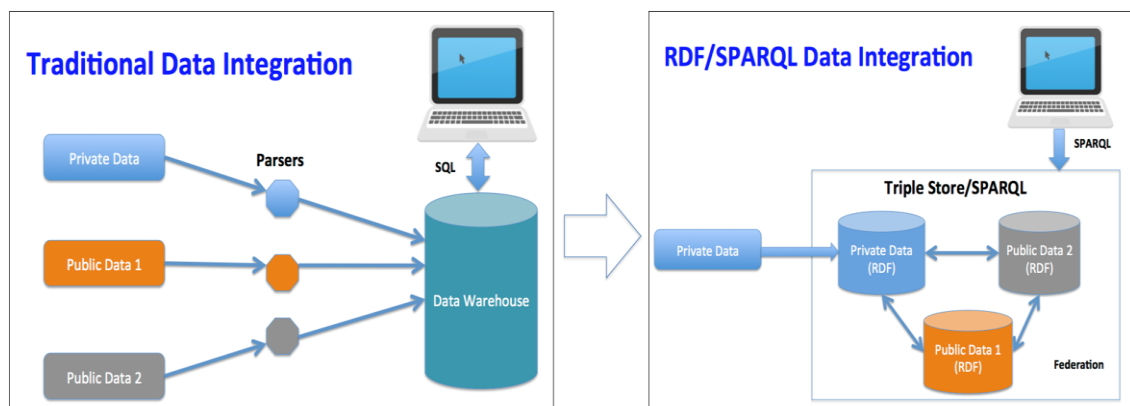 Traditional Data Integration
Private Data
Parsers
SQL
Public Data 1
Data Warehouse
Public Data 2
RDF/SPARQL Data Integration
SPARQL
Triple Store/SPARQL
Private Data
Private Data
(RDF)
Public Data 2
(RDF)
Public Data 1
(RDF)
Federation